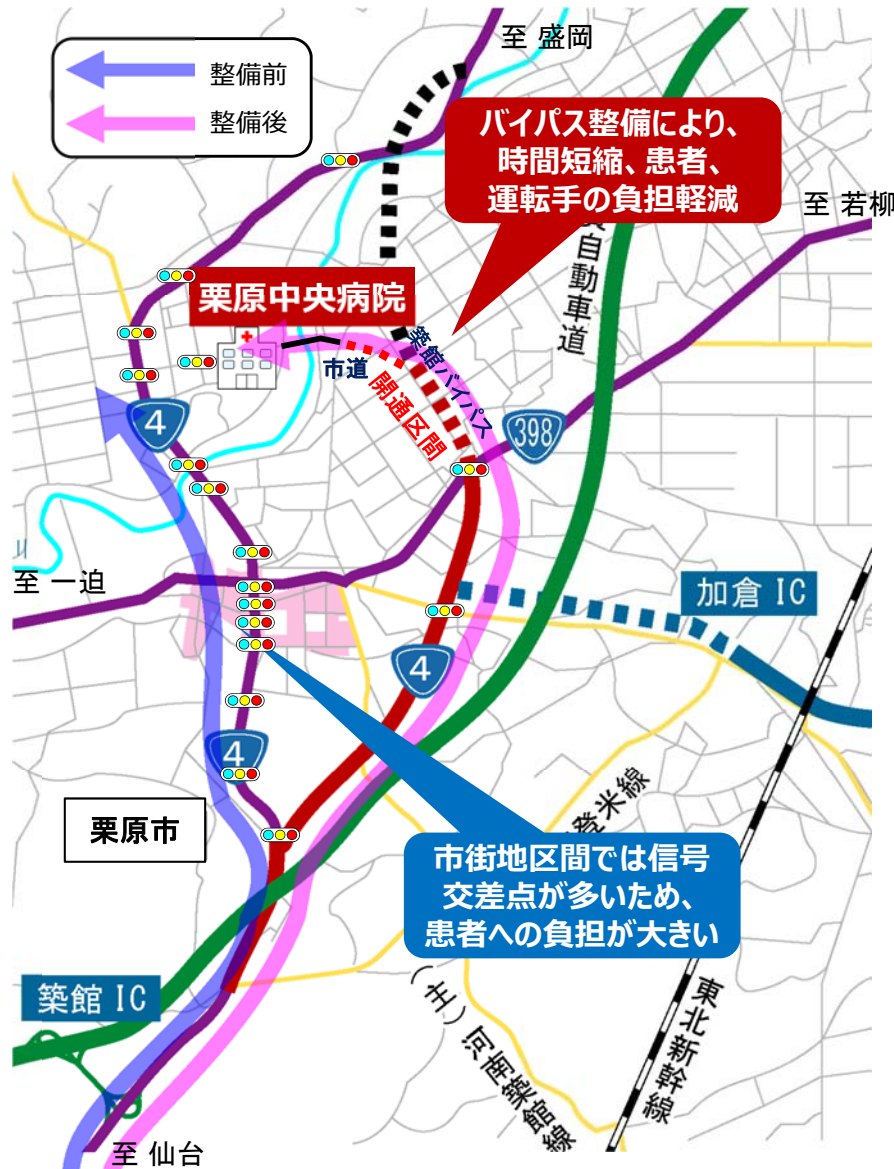 至 盛岡
整備前
整備後
バイパス整備により、
時間短縮、患者、
運転手の負担軽減
至 若柳
自動車道
栗原中央病院
築館バイパス
市道
開通区間
4
398
至 一迫
川
加倉 IC
4
4
栗原市
登米線
市街地区間では信号
交差点が多いため、
患者への負担が大きい
築館 IC
(主)河南築館線
東北新幹線
至 仙台